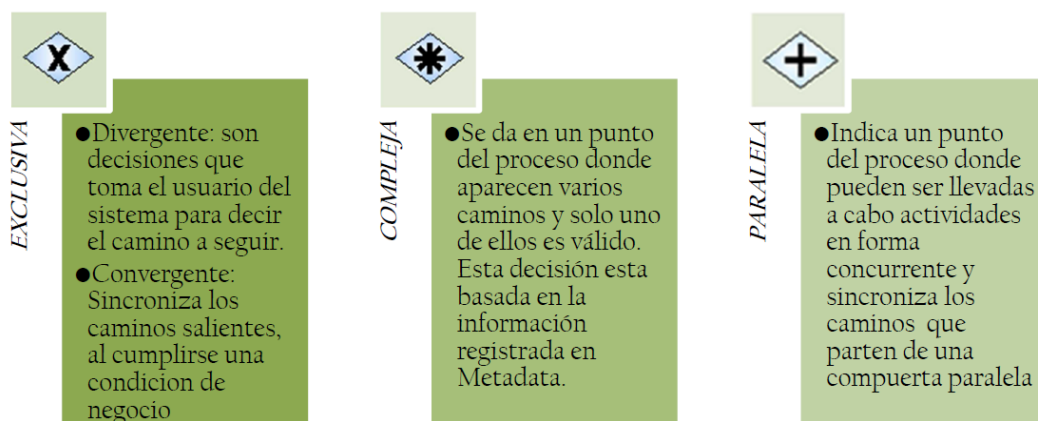 EXCLUSIVA
●Divergente: son
decisiones que
toma el usuario del
sistema para decir
el camino a seguir.
●Convergente:
Sincroniza los
caminos salientes,
al cumplirse una
condicion de
negocio
COMPLEJA
●Se da en un punto
del proceso donde
aparecen varios
caminos y solo uno
de ellos es válido.
Esta decisión esta
basada en la
información
registrada en
Metadata.
PARALELA
●Indica un punto
del proceso donde
pueden ser llevadas
a cabo actividades
en forma
concurrente y
sincroniza los
caminos que
parten de una
compuerta paralela